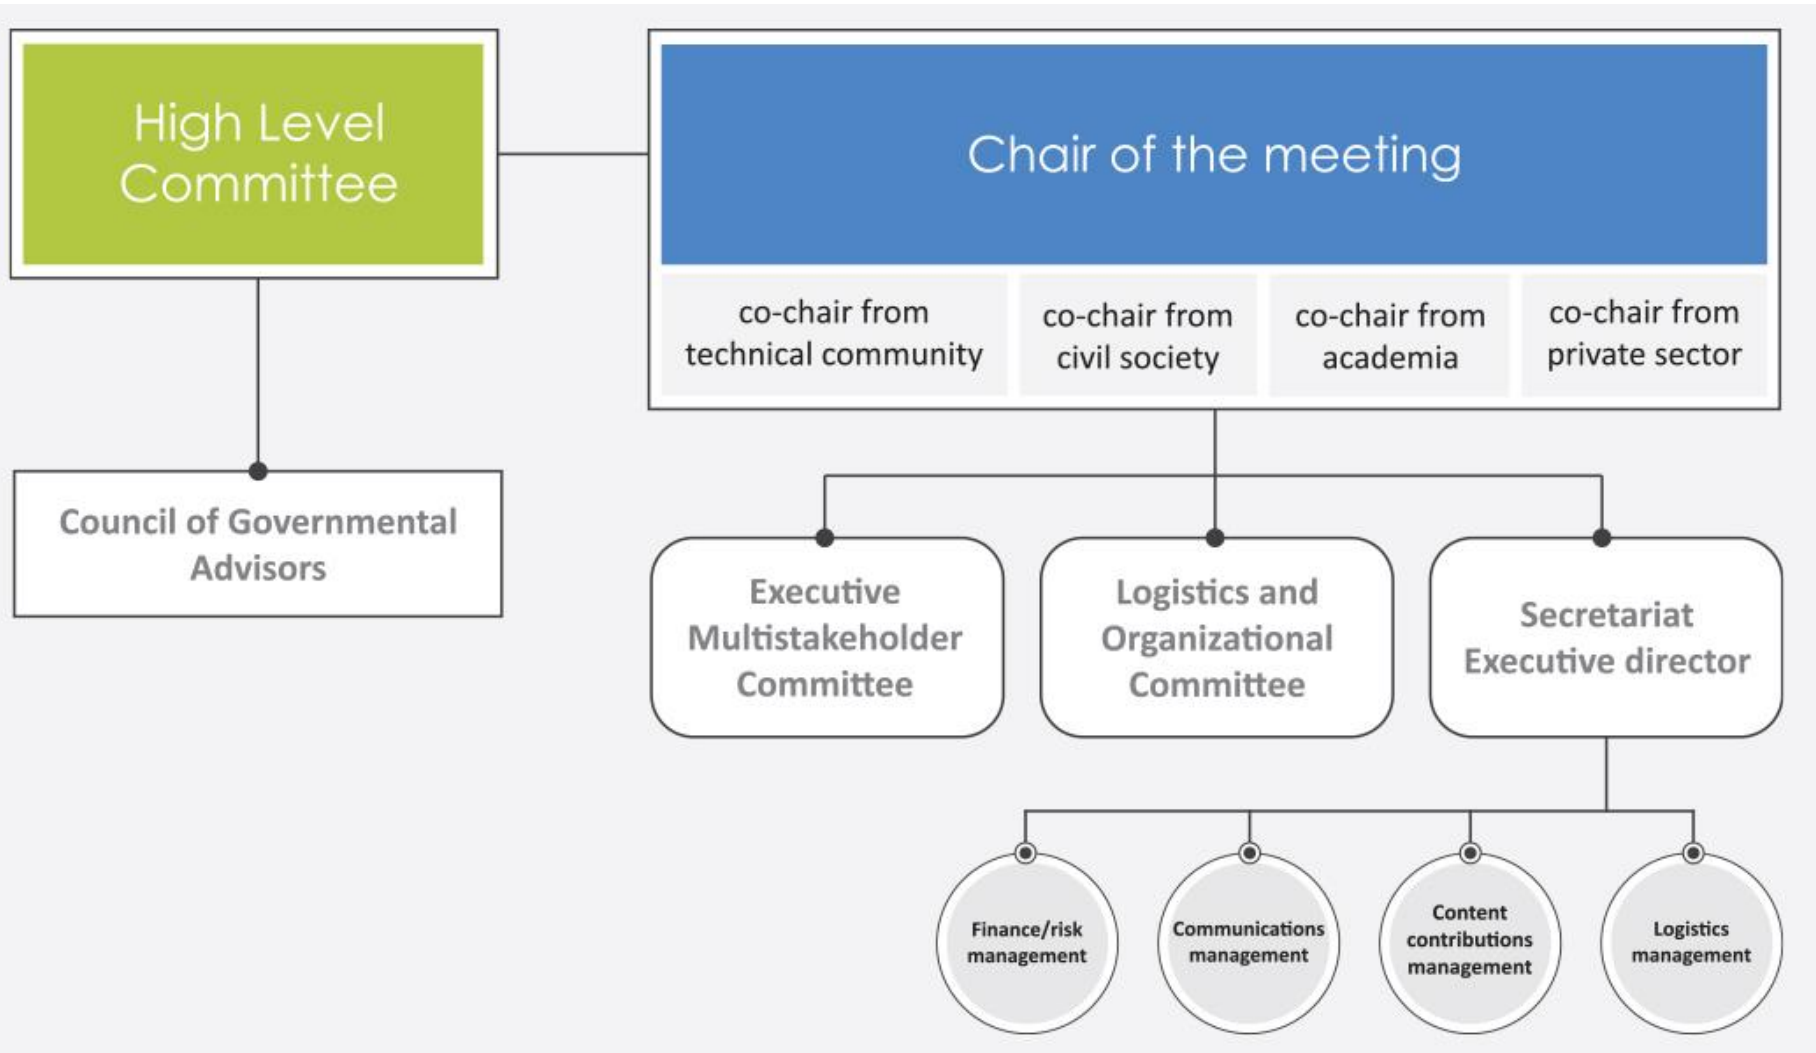 High Level
Committee
Chair of the meeting
co-chair from
technical community
co-chair from
civil society
co-chair from
academia
co-chair from
private sector
Council of Governmental
Advisors
Executive
Multistakeholder
Committee
Logistics and
Organizational
Committee
Secretariat
Executive director
Finance/risk
management
Communications
management
Content
contributions
management
Logistics
management